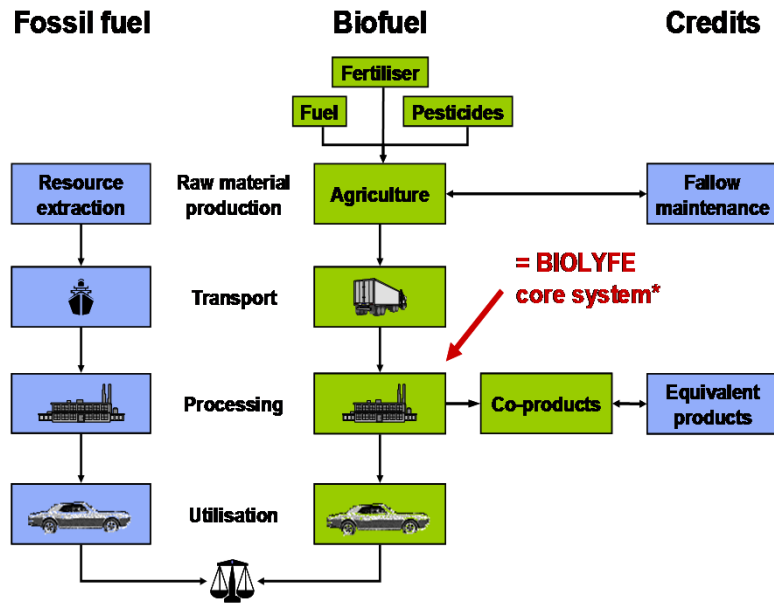 Fossil fuel
Biofuel
Credits
Fertiliser
Fuel
Pesticides
Resource
extraction
Raw material
production
Agriculture
Fallow
maintenance
= BIOLYFE
core system*
Transport
Processing
Co-products
Equivalent
products
Utilisation